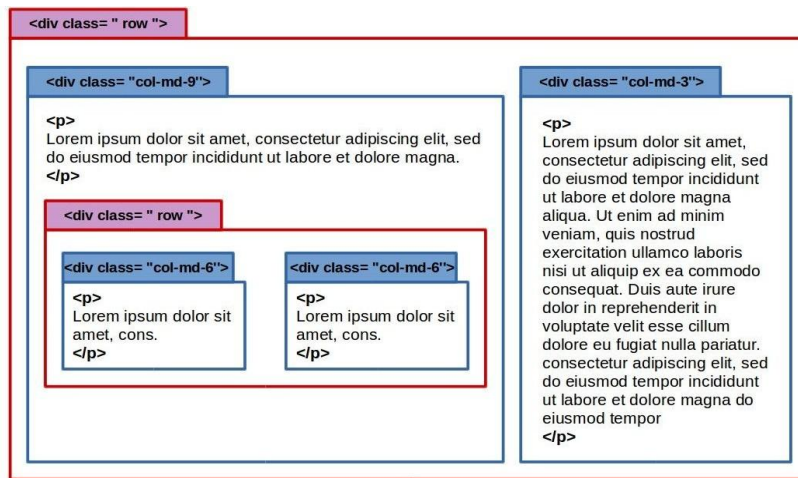 <div class= " row ">
<div class= "col-md-9">
<p>
Lorem ipsum dolor sit amet, consectetur adipiscing elit, sed
do eiusmod tempor incididunt ut labore et dolore magna.
</p>
<div class= " row ">
<div class= "col-md-6">
<p>
Lorem ipsum dolor sit
amet, cons.
</p>
<div class= "col-md-6">
<p>
Lorem ipsum dolor sit
amet, cons.
</p>
<div class= "col-md-3">
<p>
Lorem ipsum dolor sit amet,
consectetur adipiscing elit, sed
do eiusmod tempor incididunt
ut labore et dolore magna
aliqua. Ut enim ad minim
veniam, quis nostrud
exercitation ullamco laboris
nisi ut aliquip ex ea commodo
consequat. Duis aute irure
dolor in reprehenderit in
voluptate velit esse cillum
dolore eu fugiat nulla pariatur.
consectetur adipiscing elit, sed
do eiusmod tempor incididunt
ut labore et dolore magna do
eiusmod tempor
</p>